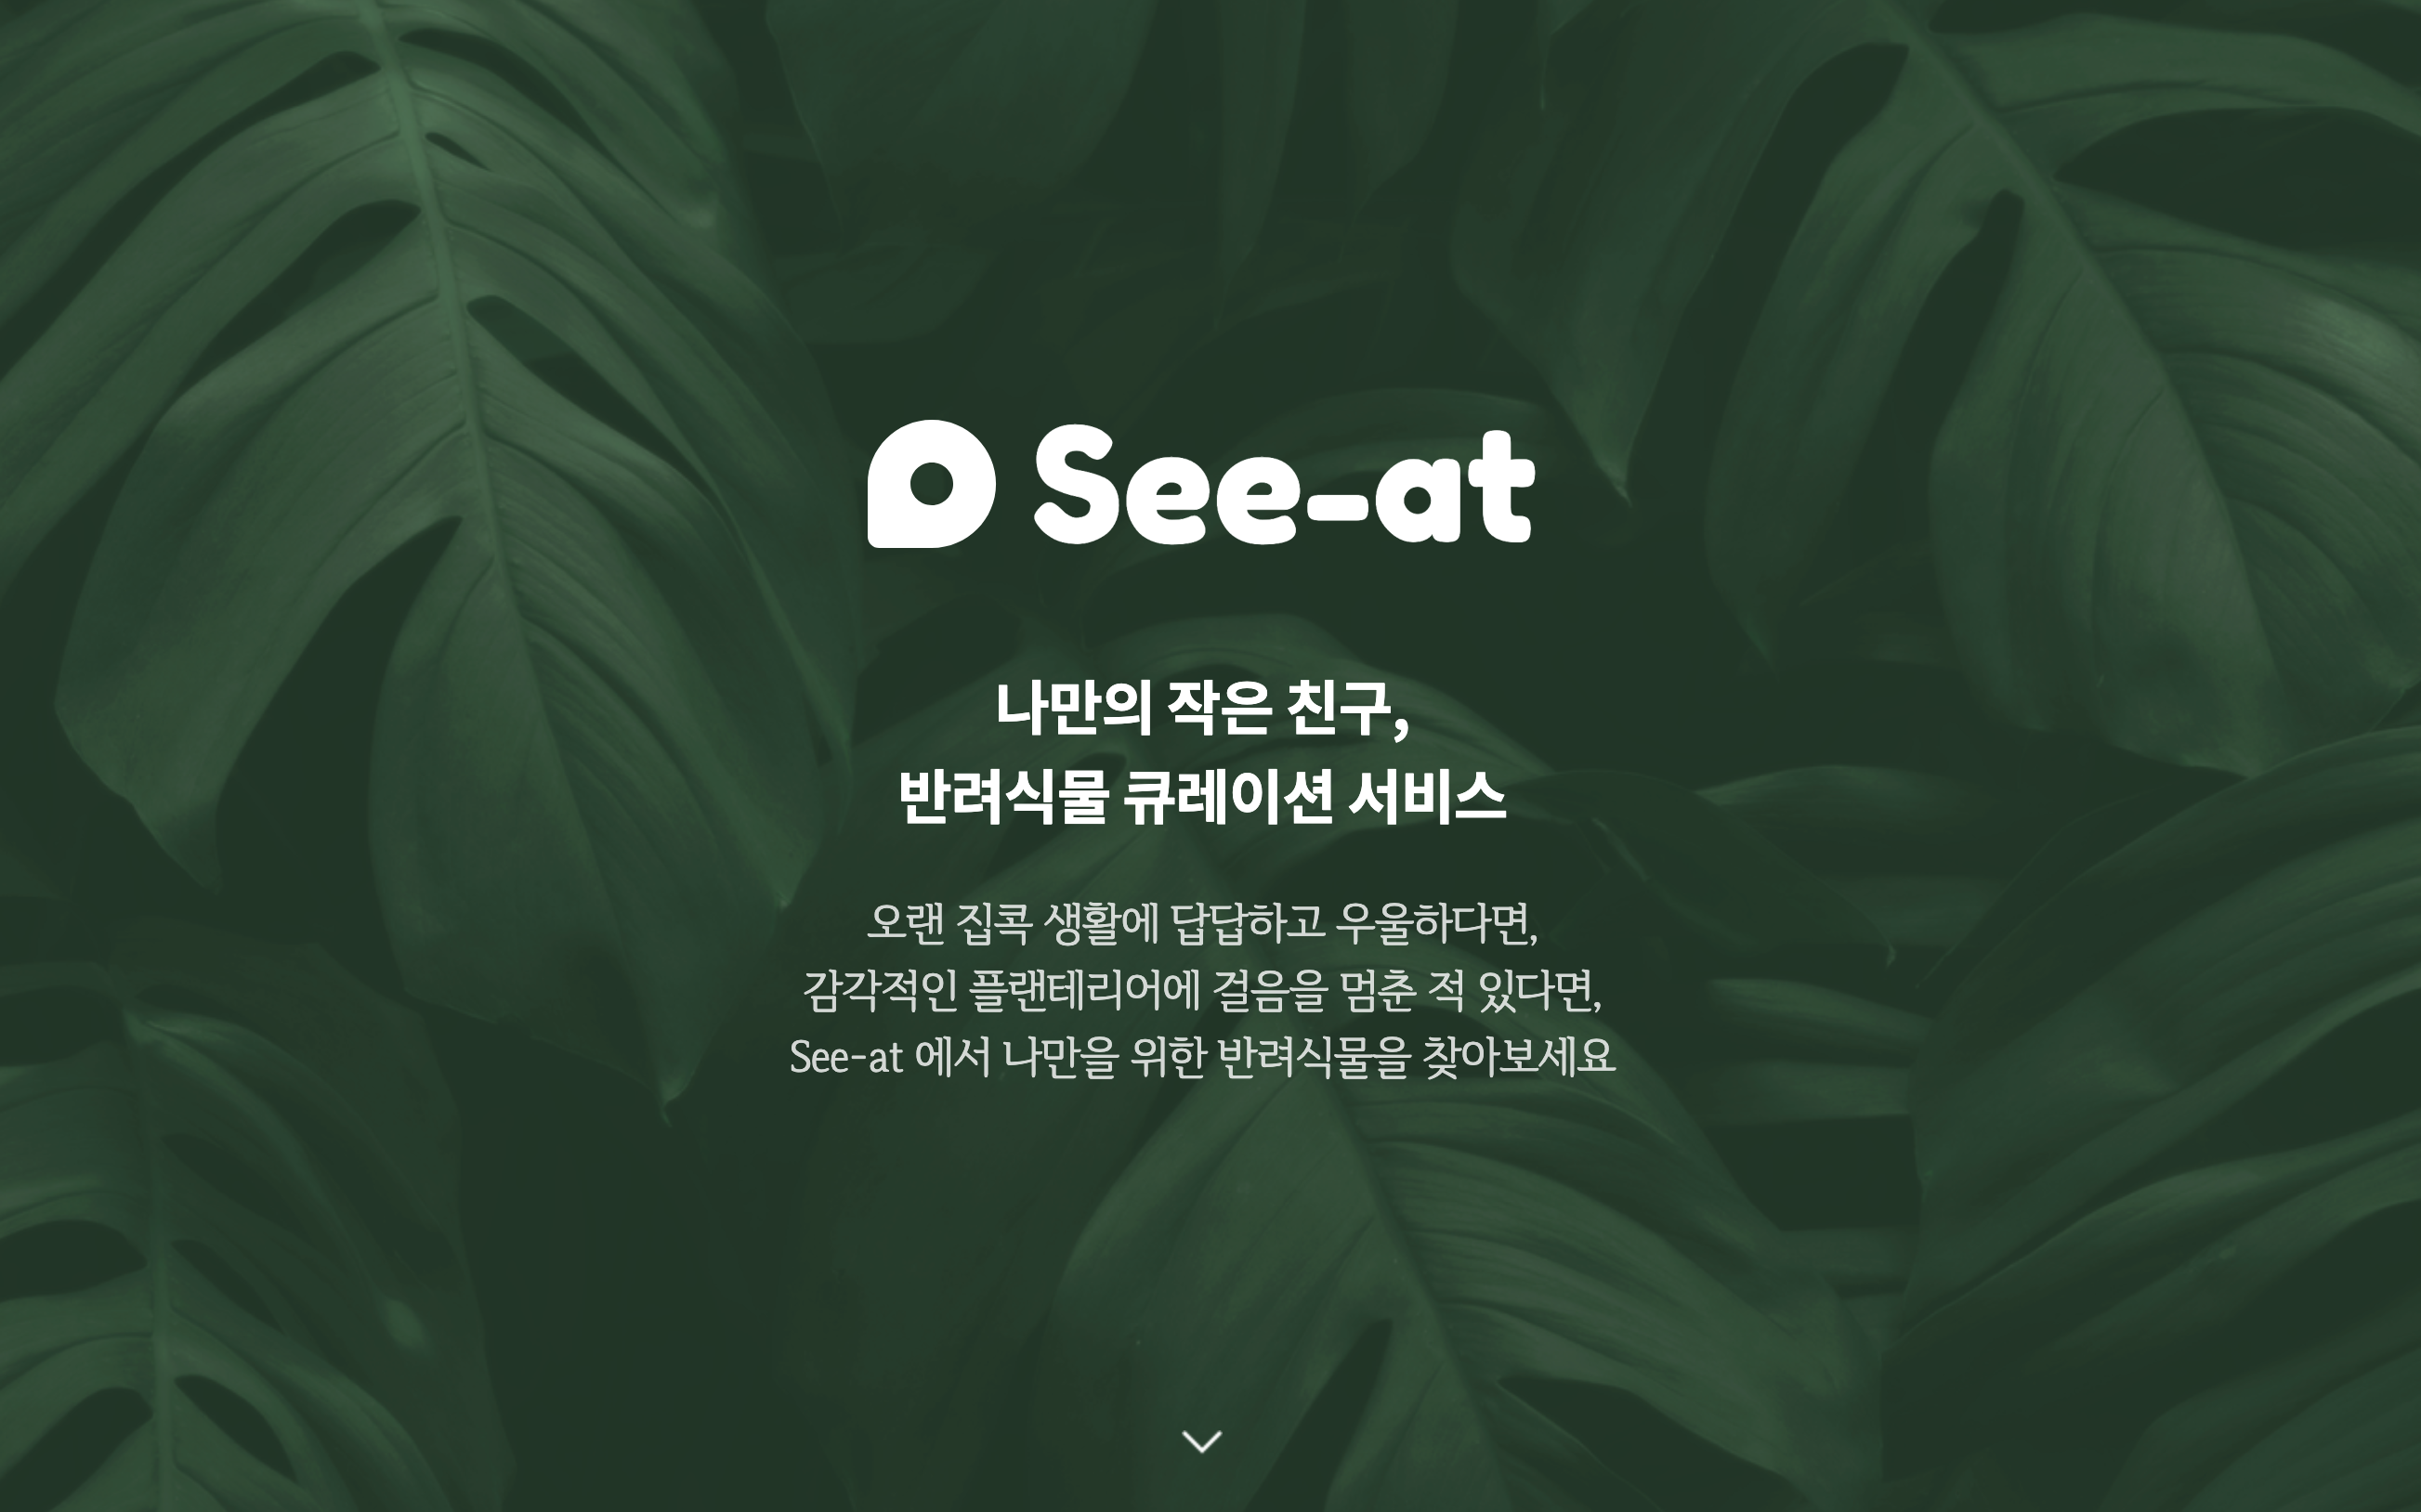 See-at
나만의 작은 친구,
반려식물 큐레이션 서비스
오랜 집콕 생활에 답답하고 우울하다면,
감각적인 플랜테리어에 걸음을 멈춘 적 있다면,
See-at 에서 나만을 위한 반려식물을 찾아보세요